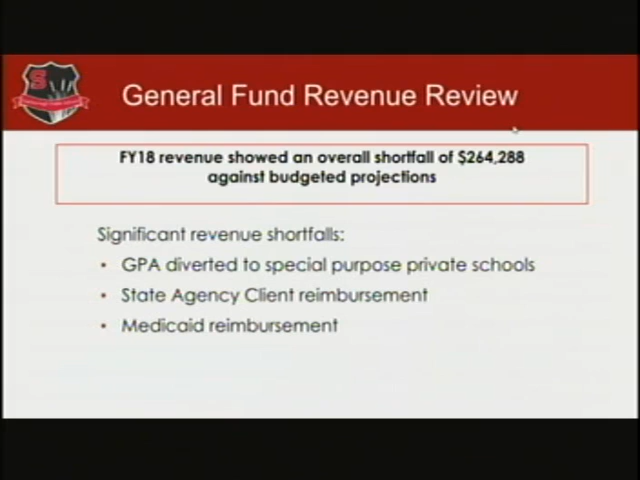 General Fund Revenue Review
FY18 revenue showed an overall shortfall of $264,288
against budgeted projections
Significant revenue shortfalls:
• GPA diverted to special purpose private schools
• State Agency Client reimbursement
• Medicaid reimbursement
S